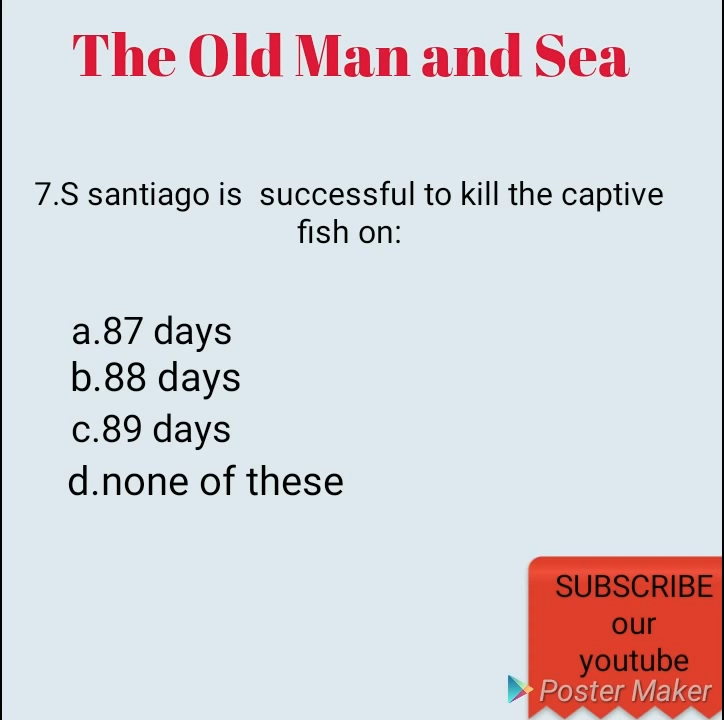 The Old Man and Sea
7.S santiago is  successful to kill the captive
fish on:
a.87 days
b.88 days
c.89 days
d.none of these
SUBSCRIBE
our
youtube
Poster Maker